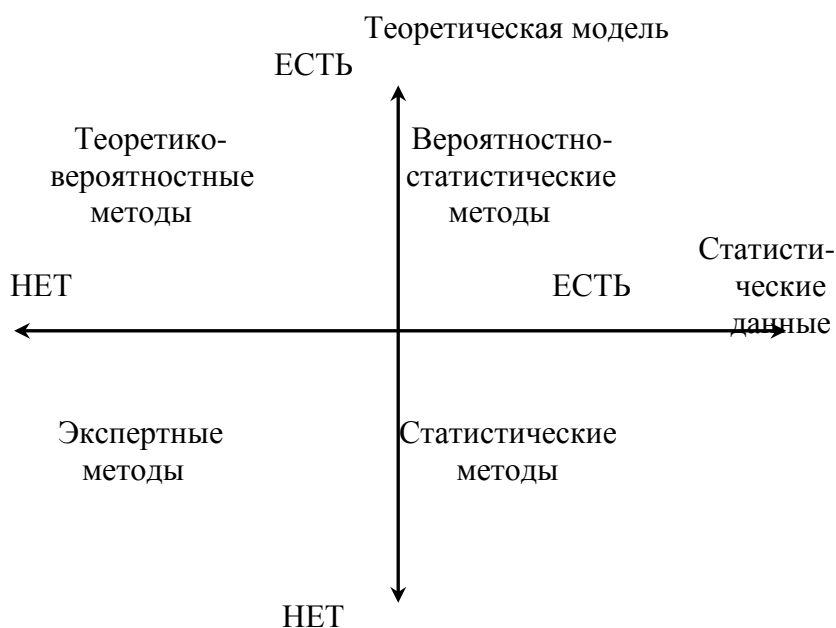 Теоретическая модель
ЕСТЬ
Теоретико-
вероятностные
методы
Вероятностно-
статистические
методы
Статисти-
ческие
данные
НЕТ
ЕСТЬ
Экспертные
методы
Статистические
методы
НЕТ